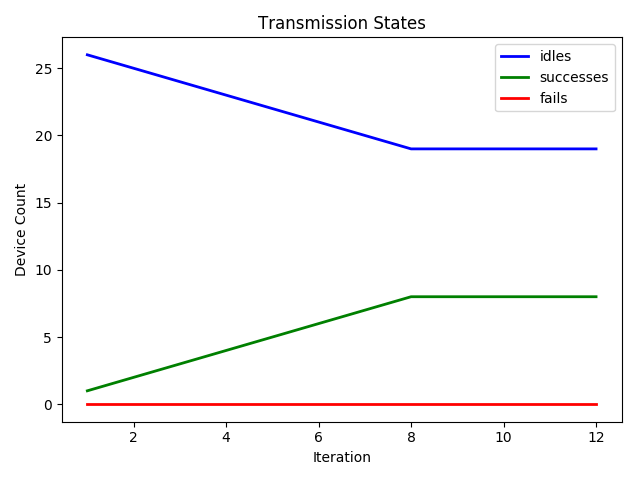 Transmission States
idles
successes
fails
Device Count
25
20
15
10
5
0
2 4 6 8 10 12
Iteration